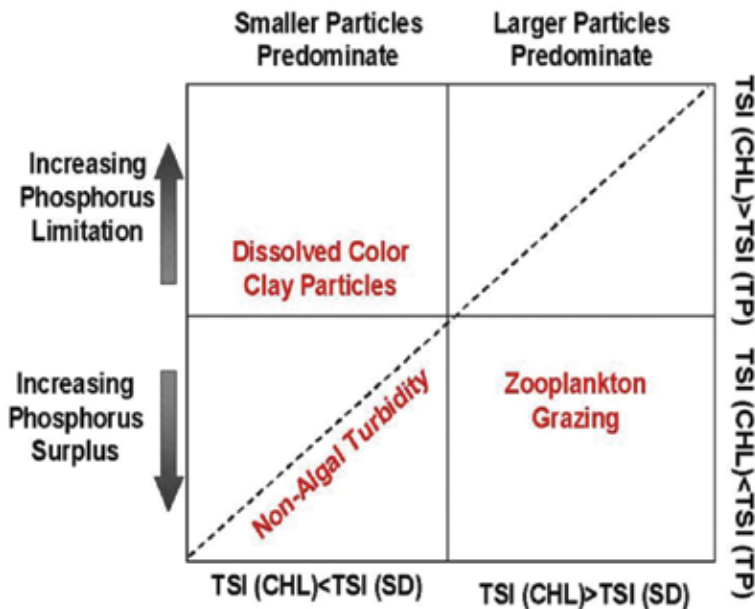 Smaller Particles
Predominate
Larger Particles
Predominate
Increasing
Phosphorus
Limitation
Dissolved Color
Clay Particles
TSI (CHL)>TSI (TP)
Increasing
Phosphorus
Surplus
Non-Algal Turbidity
Zooplankton
Grazing
TSI (CHL)<TSI (TP)
TSI (CHL)<TSI (SD)
TSI (CHL)>TSI (SD)